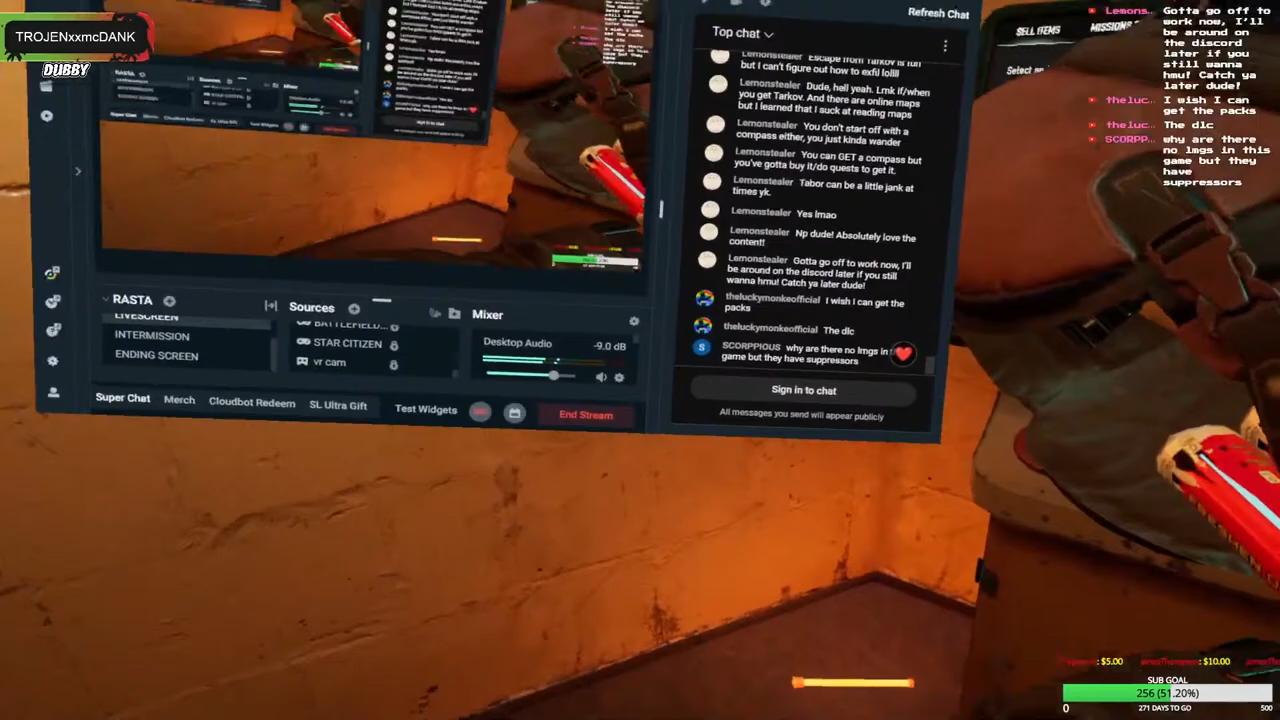 TROJENxxmcDANK
DUBBY
Refresh Chat
Top chat
Lemonstealer Escape from Tarkov is fun
but I can't figure out how to exfil lollll
Lemonstealer Dude, hell yeah. Lmk if/when
you get Tarkov. And there are online maps
but I learned that I suck at reading maps
Lemonstealer You don't start off with a
compass either, you just kinda wander
Lemonstealer You can GET a compass but
you've gotta buy it/do quests to get it.
Lemonstealer Tabor can be a little jank at
times yk.
Lemonstealer Yes lmao
Lemonstealer Np dude! Absolutely love the
content!!
Lemonstealer Gotta go off to work now, I'll
be around on the discord later if you still
wanna hmu! Catch ya later dude!
theluckymonkeofficial I wish I can get the
packs
theluckymonkeofficial The dlc
SCORPPIOUS why are there no lmgs in
game but they have suppressors
Sign in to chat
All messages you send will appear publicly
RASTA
LIVESCREEN
INTERMISSION
ENDING SCREEN
Sources
BATTLEFIELD...
STAR CITIZEN
vr cam
Mixer
Desktop Audio -9.0 dB
Super Chat Merch Cloudbot Redeem SL Ultra Gift Test Widgets End Stream
SELL ITEMS MISSIONS
Lemons... Gotta go off to
work now, I'll
be around on
the discord
later if you
still wanna
hmu! Catch ya
later dude!
theluc... I wish I can
get the packs
theluc... The dlc
SCORPP... why are there
no lmgs in this
game but they
have
suppressors
: $5.00 : $10.00
SUB GOAL
256 (51.20%)
0 271 DAYS TO GO 500